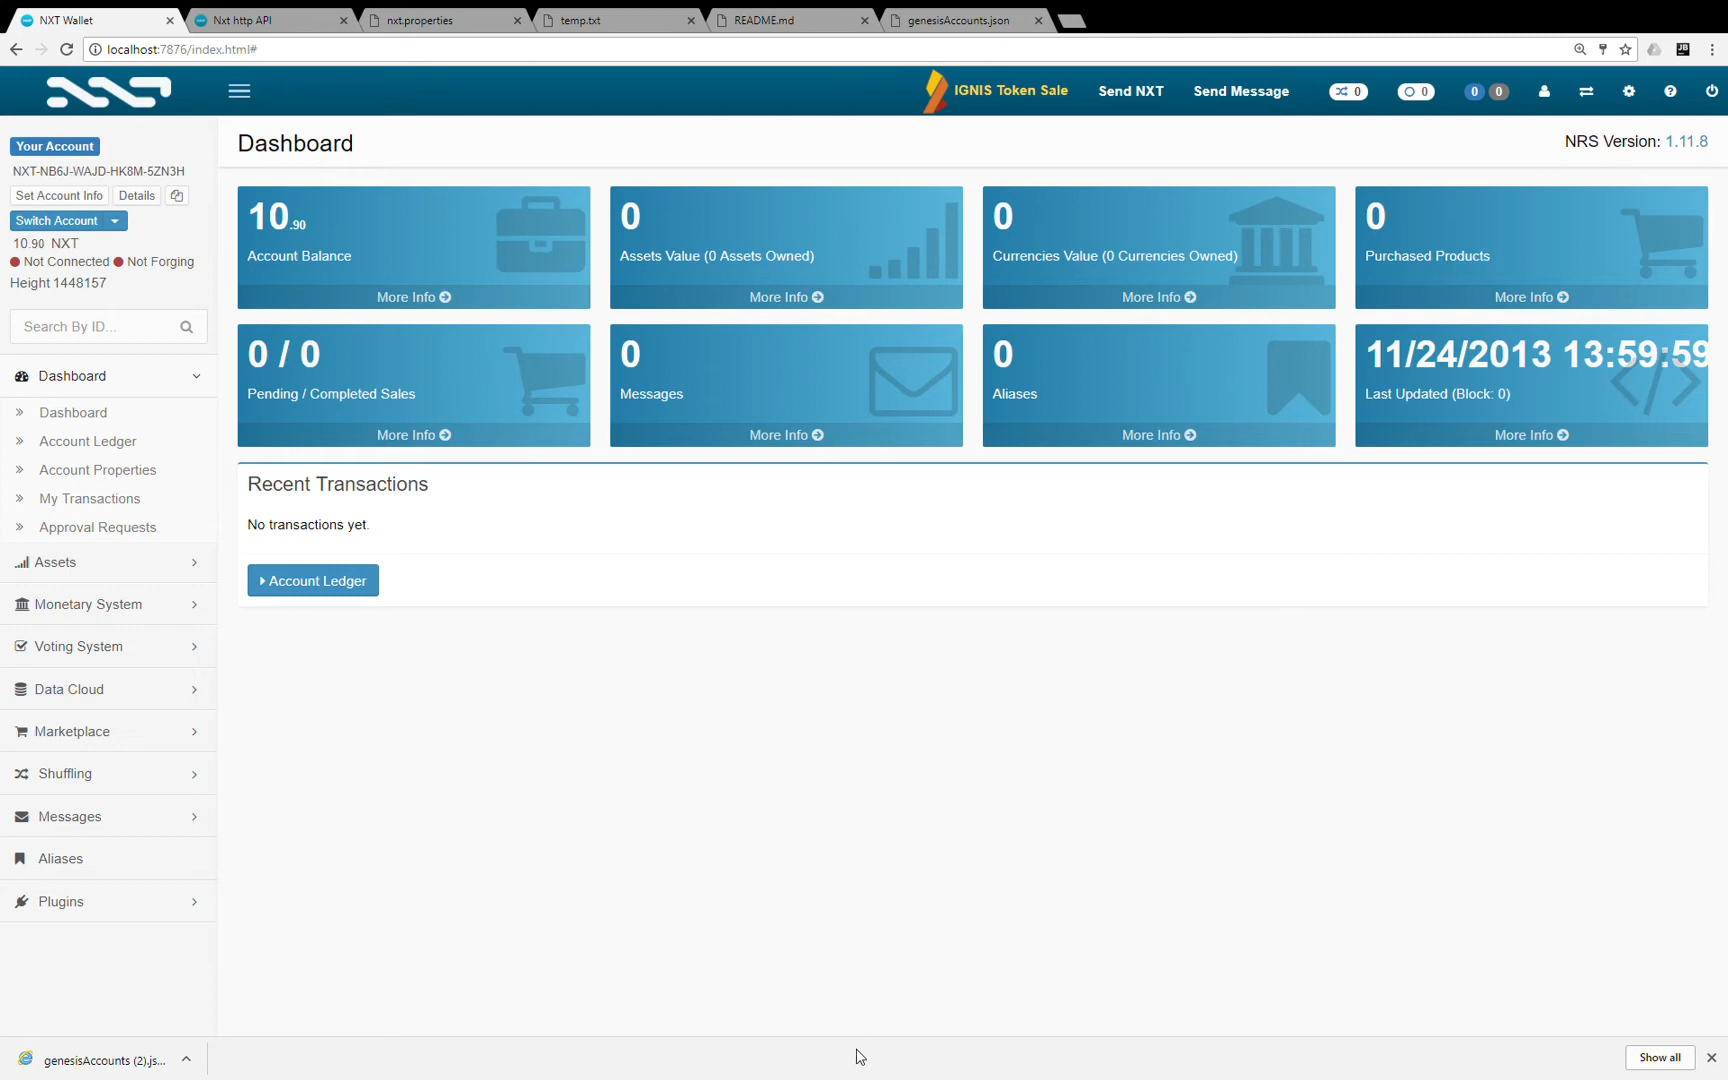 NXT Wallet
Nxt http API
nxt.properties
temp.txt
README.md
genesisAccounts.json
localhost:7876/index.html#
IGNIS Token Sale
Send NXT
Send Message
0
0
0 0
Your Account
NXT-NB6J-WAJD-HK8M-5ZN3H
Set Account Info Details
Switch Account
10.90 NXT
Not Connected Not Forging
Height 1448157
Search By ID...
Dashboard
Dashboard
Account Ledger
Account Properties
My Transactions
Approval Requests
Assets
Monetary System
Voting System
Data Cloud
Marketplace
Shuffling
Messages
Aliases
Plugins
Dashboard
NRS Version: 1.11.8
10.90
Account Balance
More Info
0
Assets Value (0 Assets Owned)
More Info
0
Currencies Value (0 Currencies Owned)
More Info
0
Purchased Products
More Info
0 / 0
Pending / Completed Sales
More Info
0
Messages
More Info
0
Aliases
More Info
11/24/2013 13:59:59
Last Updated (Block: 0)
More Info
Recent Transactions
No transactions yet.
Account Ledger
genesisAccounts (2).js...
Show all